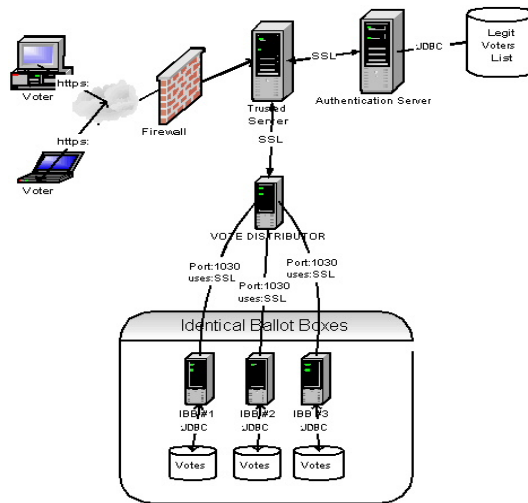 Legit
Voters
List
SSL
:JDBC
https:
Voter
Firewall
Trusted
Server
Authentication Server
https:
SSL
Voter
VOTE DISTRIBUTOR
Port:1030
uses:SSL
Port:1030
uses:SSL
Port:1030
uses:SSL
Identical Ballot Boxes
IBB #1
IBB #2
IBB #3
:JDBC
:JDBC
:JDBC
Votes
Votes
Votes